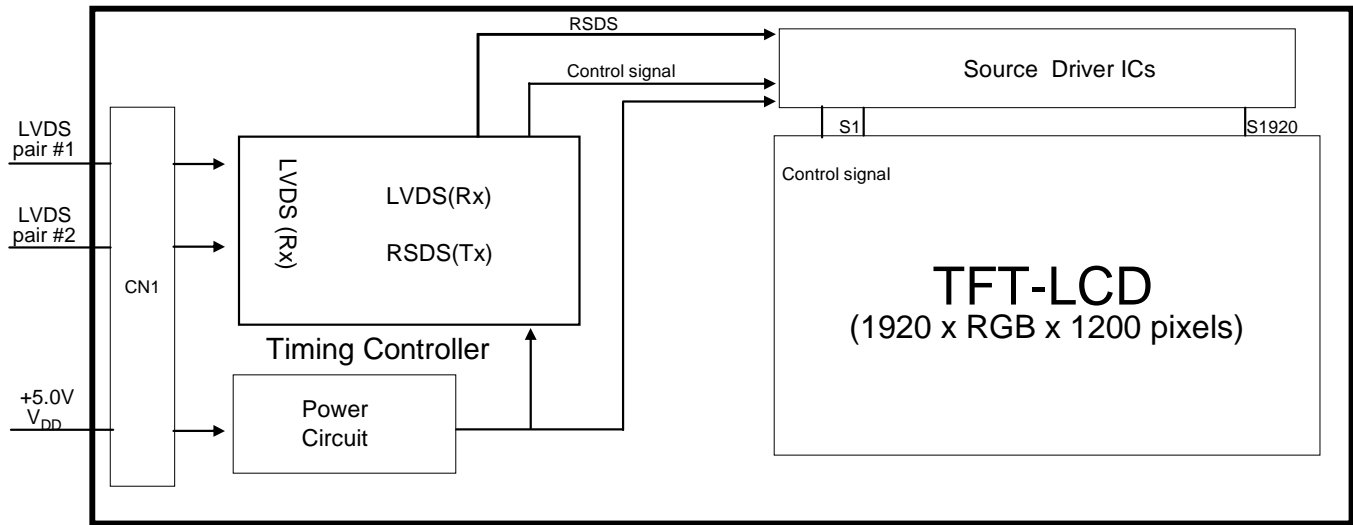 RSDS
Source Driver ICs
Control signal
S1
S1920
LVDS
pair #1
LVDS
pair #2
CN1
LVDS (Rx)
LVDS(Rx)
RSDS(Tx)
Timing Controller
Control signal
TFT-LCD
(1920 x RGB x 1200 pixels)
+5.0V
VDD
Power
Circuit